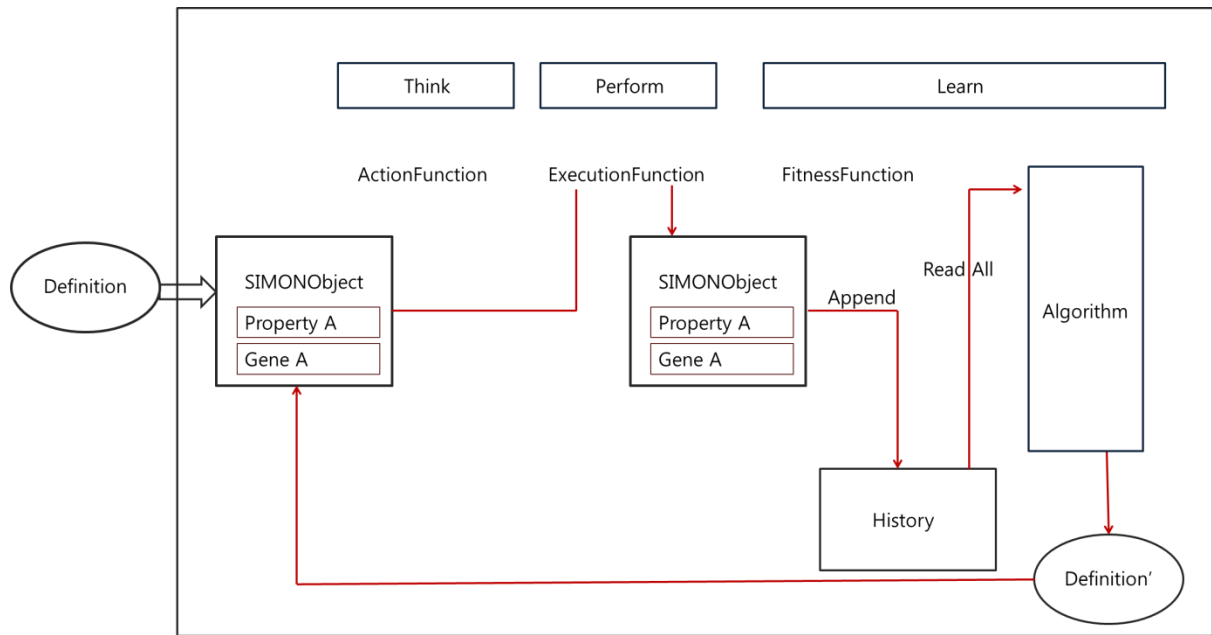 Think
Perform
Learn
ActionFunction
ExecutionFunction
FitnessFunction
Definition
SIMONObject
Property A
Gene A
SIMONObject
Property A
Gene A
Append
Read All
Algorithm
History
Definition'